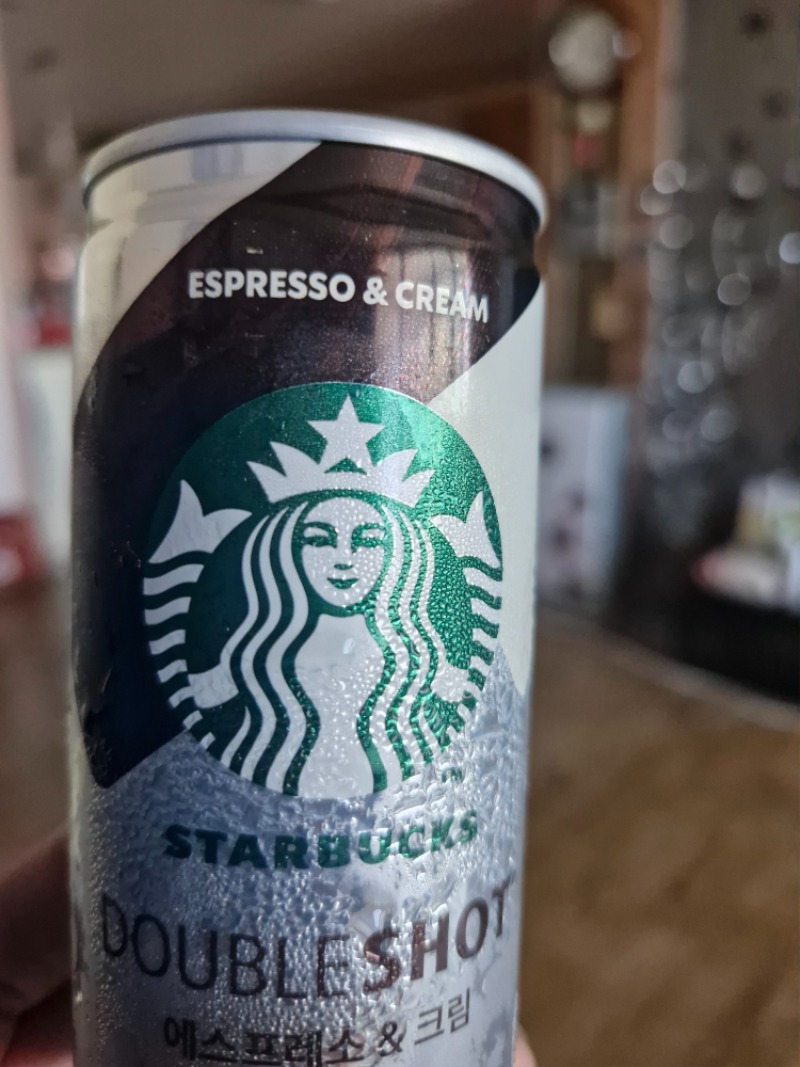 ESPRESSO & CREAM
STARBUCKS
DOUBLESHOT
에스프레소 & 크림